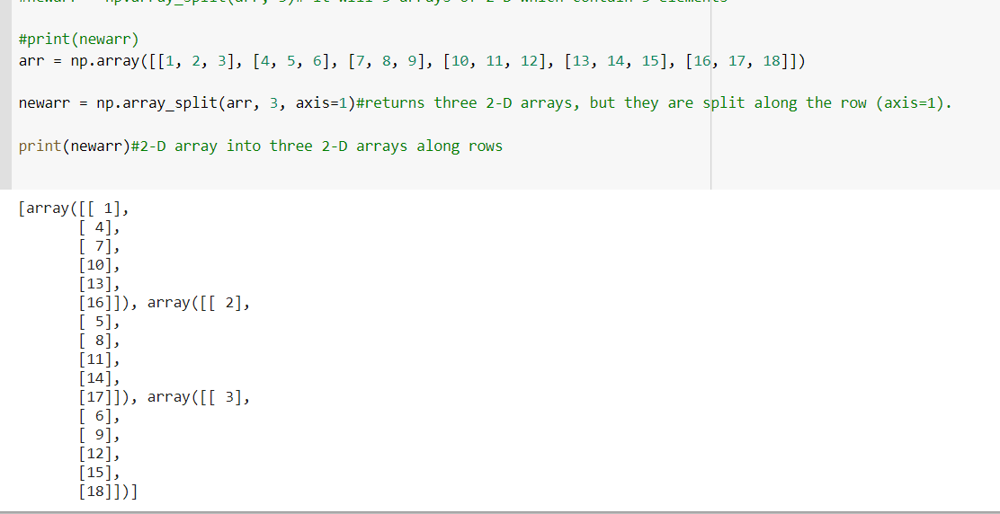 #print(newarr)
arr = np.array([[1, 2, 3], [4, 5, 6], [7, 8, 9], [10, 11, 12], [13, 14, 15], [16, 17, 18]])
newarr = np.array_split(arr, 3, axis=1)#returns three 2-D arrays, but they are split along the row (axis=1).
print(newarr)#2-D array into three 2-D arrays along rows
[array([[ 1],
[ 4],
[ 7],
[10],
[13],
[16]]), array([[ 2],
[ 5],
[ 8],
[11],
[14],
[17]]), array([[ 3],
[ 6],
[ 9],
[12],
[15],
[18]])]